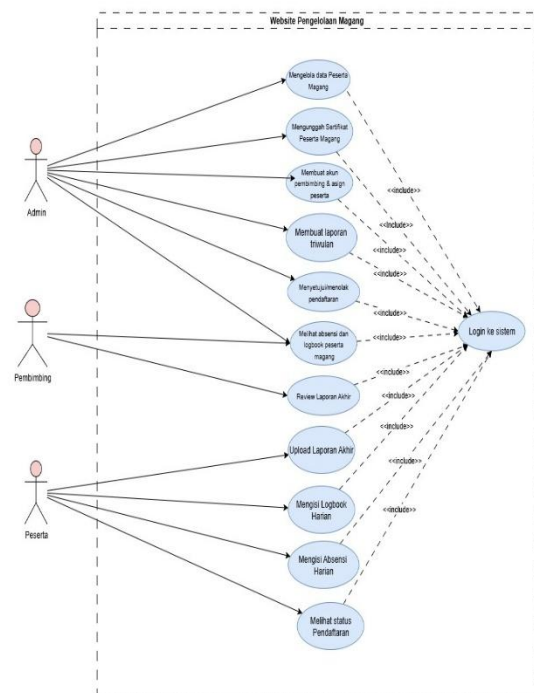 Website Pengelolaan Magang
Mengelola data Peserta
Magang
Mengunggah Sertifikat
Peserta Magang
Membuat akun
pembimbing & asign
peserta
Membuat laporan
triwulan
Menyetujui/menolak
pendaftaran
Melihat absensi dan
logbook peserta
magang
Review Laporan Akhir
Upload Laporan Akhir
Mengisi Logbook
Harian
Mengisi Absensi
Harian
Melihat status
Pendaftaran
Admin
Pembimbing
Peserta
<<include>>
<<include>>
<<include>>
<<include>>
<<include>>
<<include>>
<<include>>
<<include>>
<<include>>
<<include>>
Login ke sistem